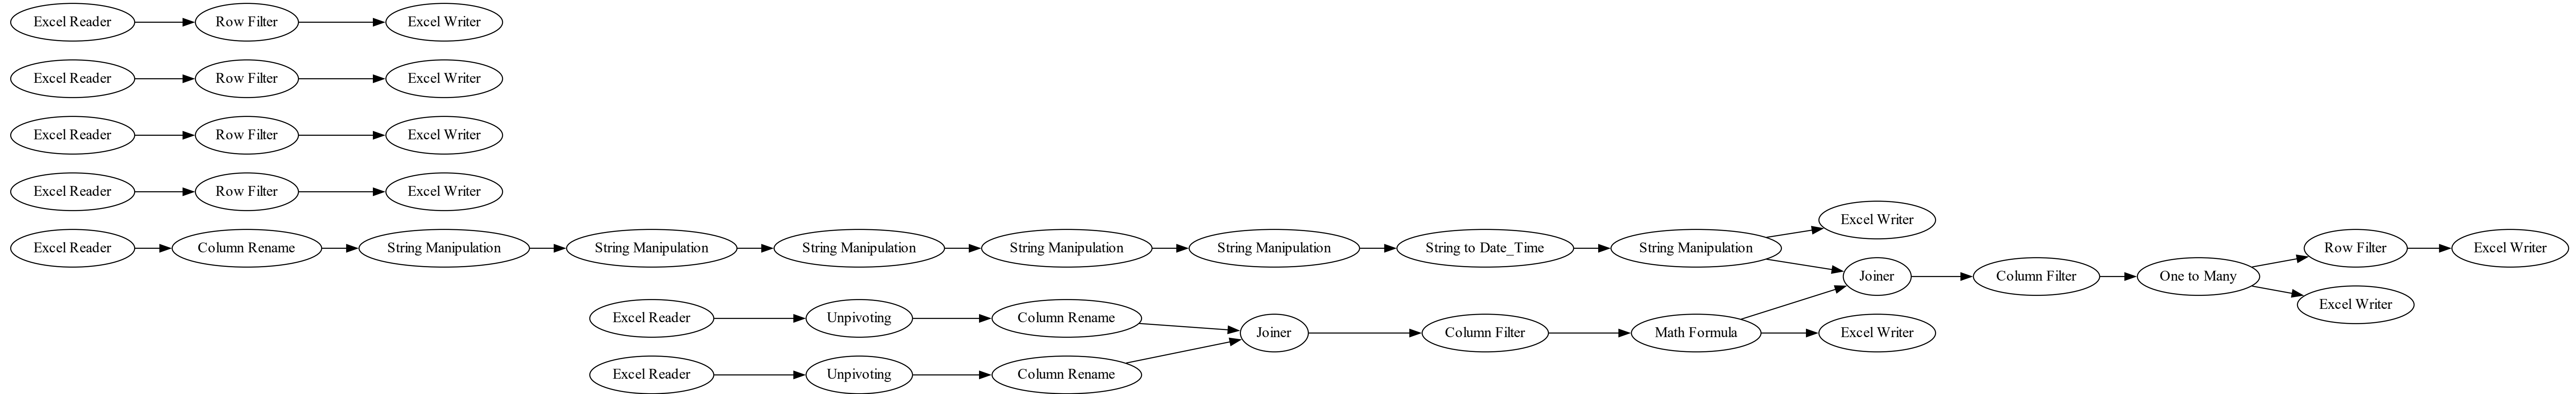 Excel Reader
Row Filter
Excel Writer
Excel Reader
Row Filter
Excel Writer
Excel Reader
Row Filter
Excel Writer
Excel Reader
Row Filter
Excel Writer
Excel Reader
Column Rename
String Manipulation
String Manipulation
String Manipulation
String Manipulation
String Manipulation
String to Date_Time
String Manipulation
Excel Writer
Joiner
Column Filter
One to Many
Row Filter
Excel Writer
Excel Writer
Excel Reader
Unpivoting
Column Rename
Joiner
Column Filter
Math Formula
Excel Writer
Excel Reader
Unpivoting
Column Rename